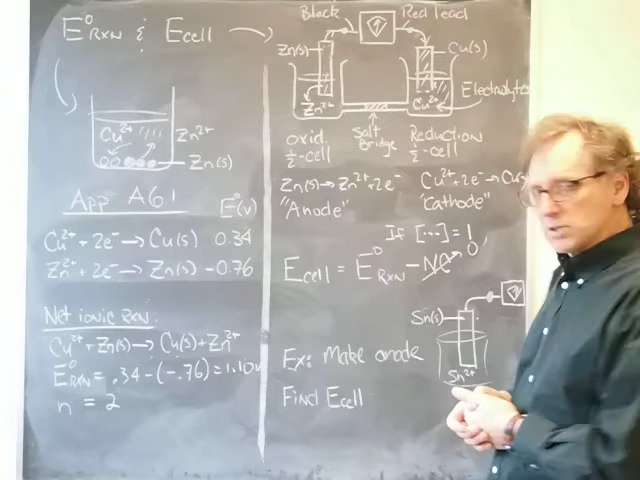 E°RXN & Ecell
Cu²⁺
Zn²⁺
Zn(s)
App A6.1
E°(v)
Cu²⁺ + 2e⁻ → Cu(s) 0.34
Zn²⁺ + 2e⁻ → Zn(s) -0.76
Net ionic rxn:
Cu²⁺ + Zn(s) → Cu(s) + Zn²⁺
E°RXN = .34 - (-.76) = 1.10v
n = 2
Black
Red lead
Zn(s)
Cu(s)
Zn²⁺
Cu²⁺
Electrolytes
Salt
Bridge
Oxid
½-cell
Reduction
½-cell
Zn(s) → Zn²⁺ + 2e⁻
"Anode"
Cu²⁺ + 2e⁻ → Cu(s)
"Cathode"
If [...] = 1,
0
Ecell = E°RXN -
Sn(s)
Sn²⁺
Ex: Make anode
Find Ecell